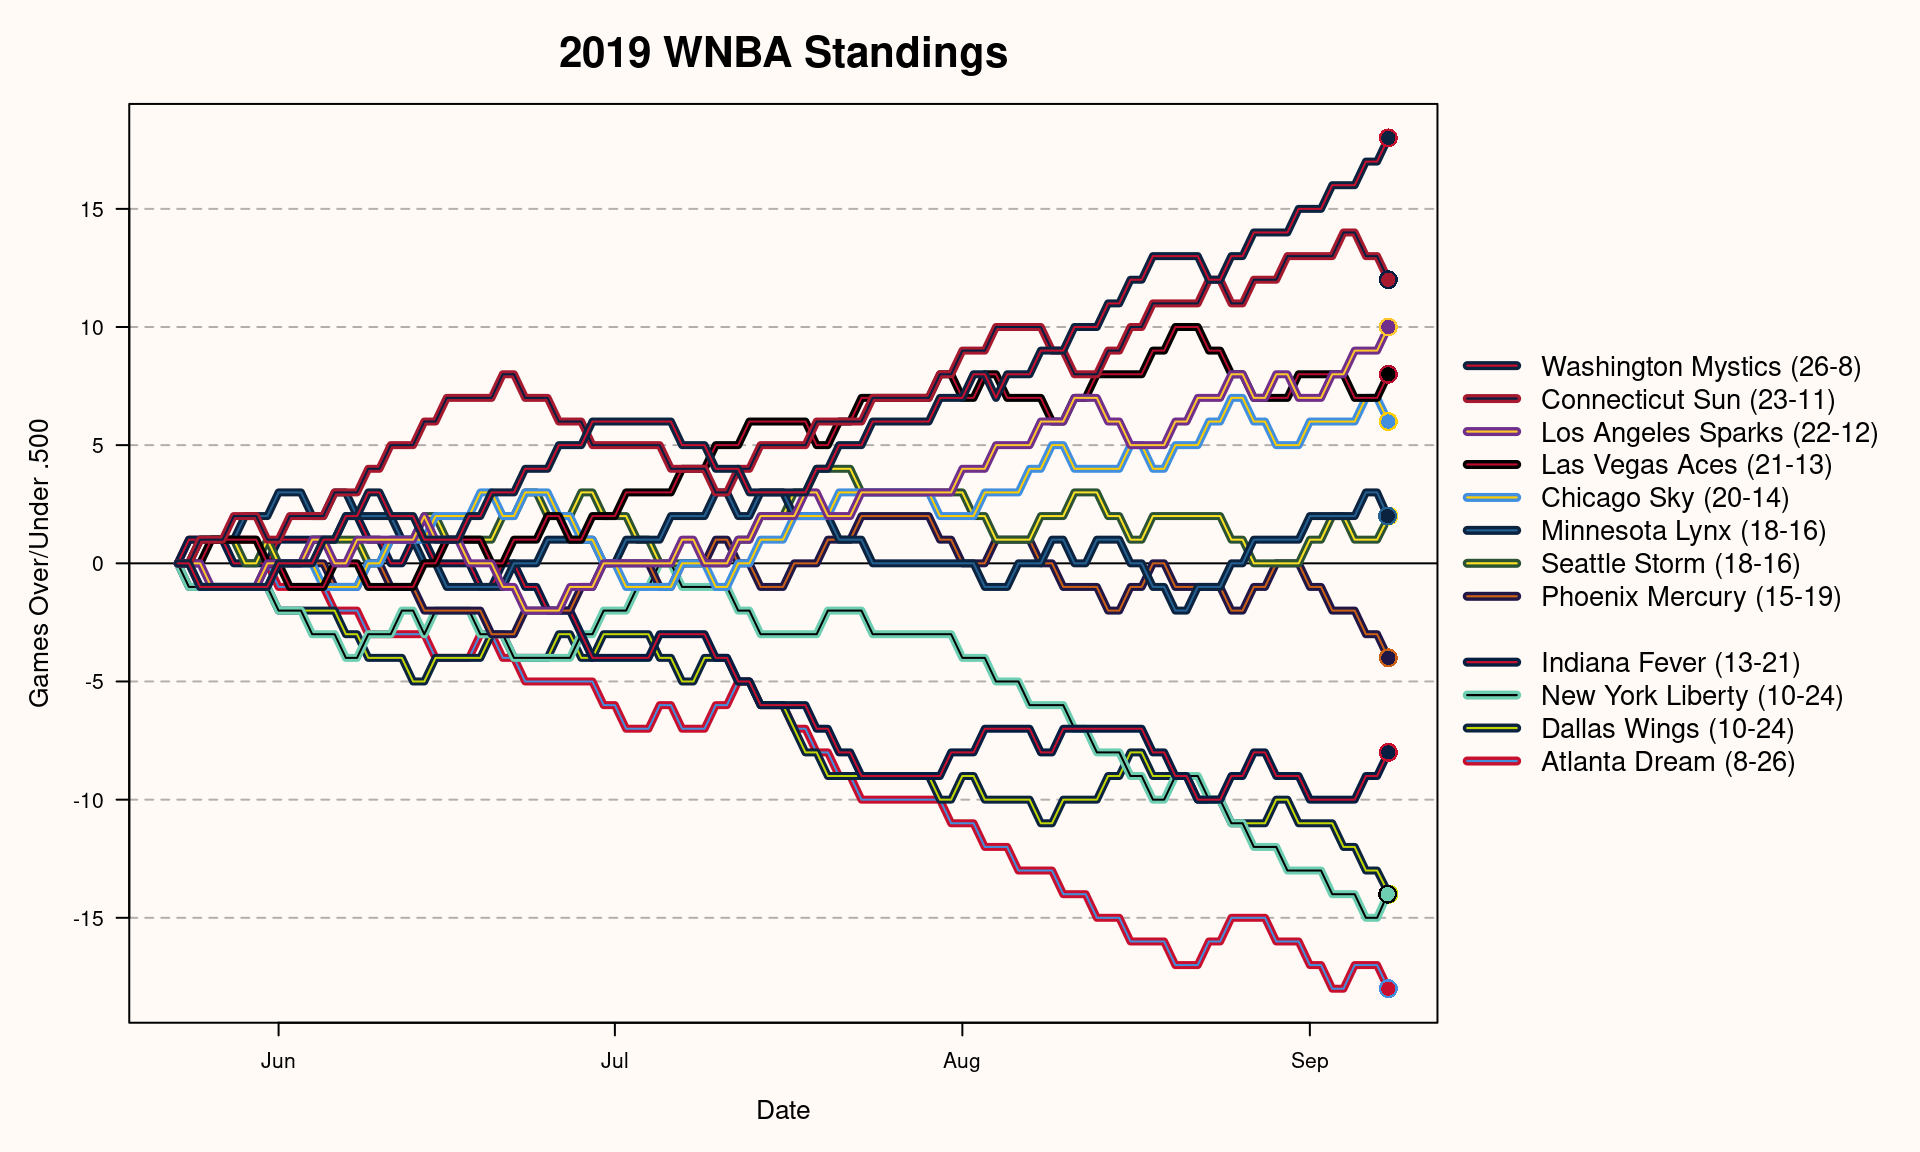 2019 WNBA Standings
Games Over/Under .500
15
10
5
0
-5
-10
-15
Jun
Jul
Aug
Sep
Date
Washington Mystics (26-8)
Connecticut Sun (23-11)
Los Angeles Sparks (22-12)
Las Vegas Aces (21-13)
Chicago Sky (20-14)
Minnesota Lynx (18-16)
Seattle Storm (18-16)
Phoenix Mercury (15-19)
Indiana Fever (13-21)
New York Liberty (10-24)
Dallas Wings (10-24)
Atlanta Dream (8-26)